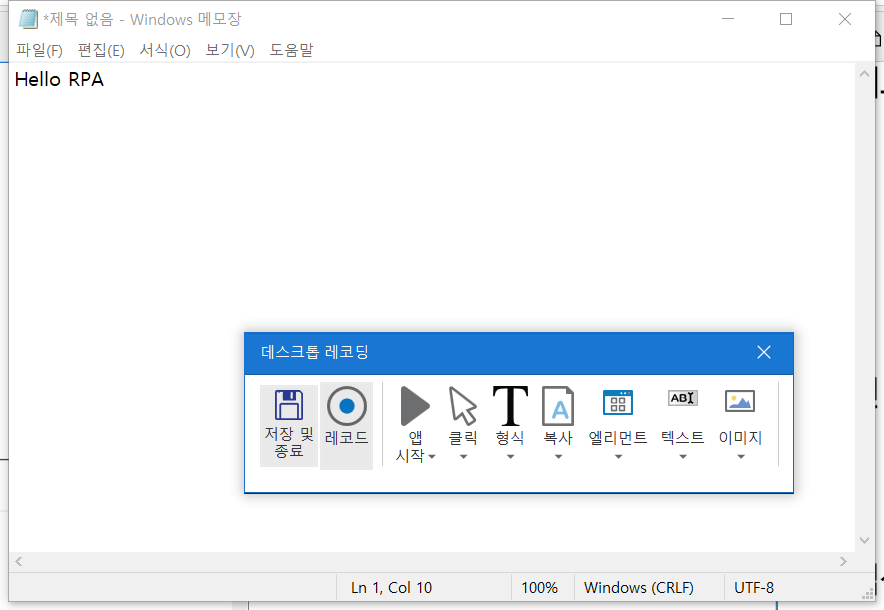 *제목 없음 - Windows 메모장
파일(F) 편집(E) 서식(O) 보기(V) 도움말
Hello RPA
데스크톱 레코딩
저장 및
종료
레코드
앱
시작
클릭
T
형식
A
복사
엘리먼트
ABI
텍스트
이미지
Ln 1, Col 10 100% Windows (CRLF) UTF-8